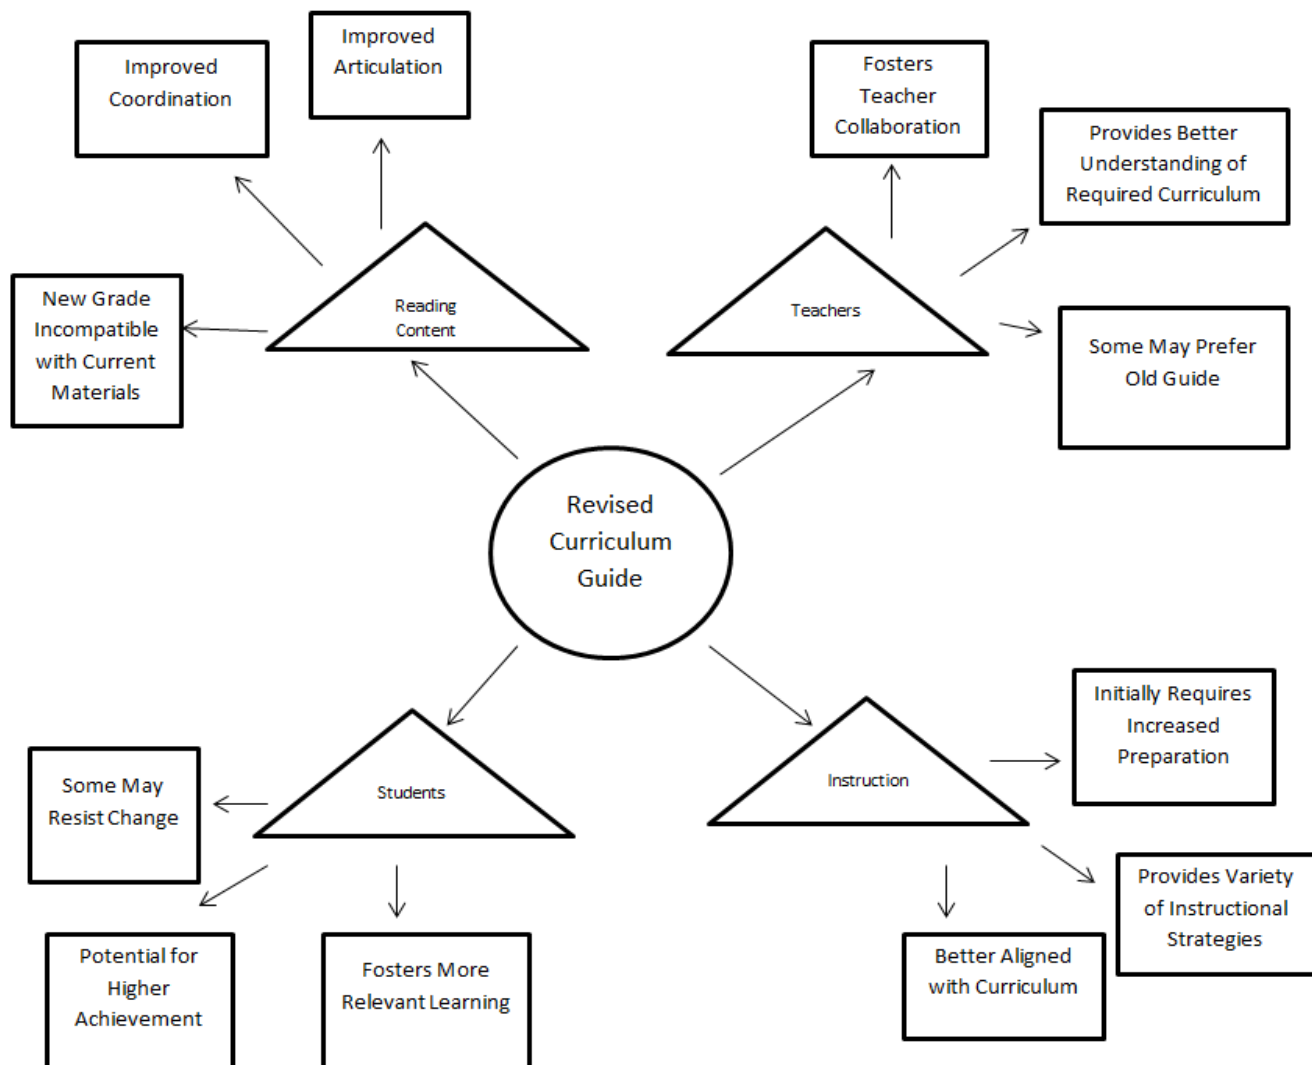 Improved
Coordination
Improved
Articulation
Fosters
Teacher
Collaboration
Provides Better
Understanding of
Required Curriculum
New Grade
Incompatible
with Current
Materials
Reading
Content
Teachers
Some May Prefer
Old Guide
Revised
Curriculum
Guide
Some May
Resist Change
Students
Instruction
Initially Requires
Increased
Preparation
Potential for
Higher
Achievement
Fosters More
Relevant Learning
Better Aligned
with Curriculum
Provides Variety
of Instructional
Strategies